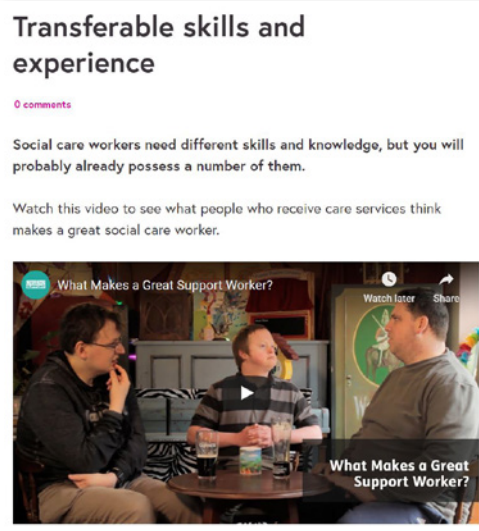 Transferable skills and
experience
0 comments
Social care workers need different skills and knowledge, but you will
probably already possess a number of them.
Watch this video to see what people who receive care services think
makes a great social care worker.
What Makes a Great Support Worker?
Watch later
Share
What Makes a Great
Support Worker?